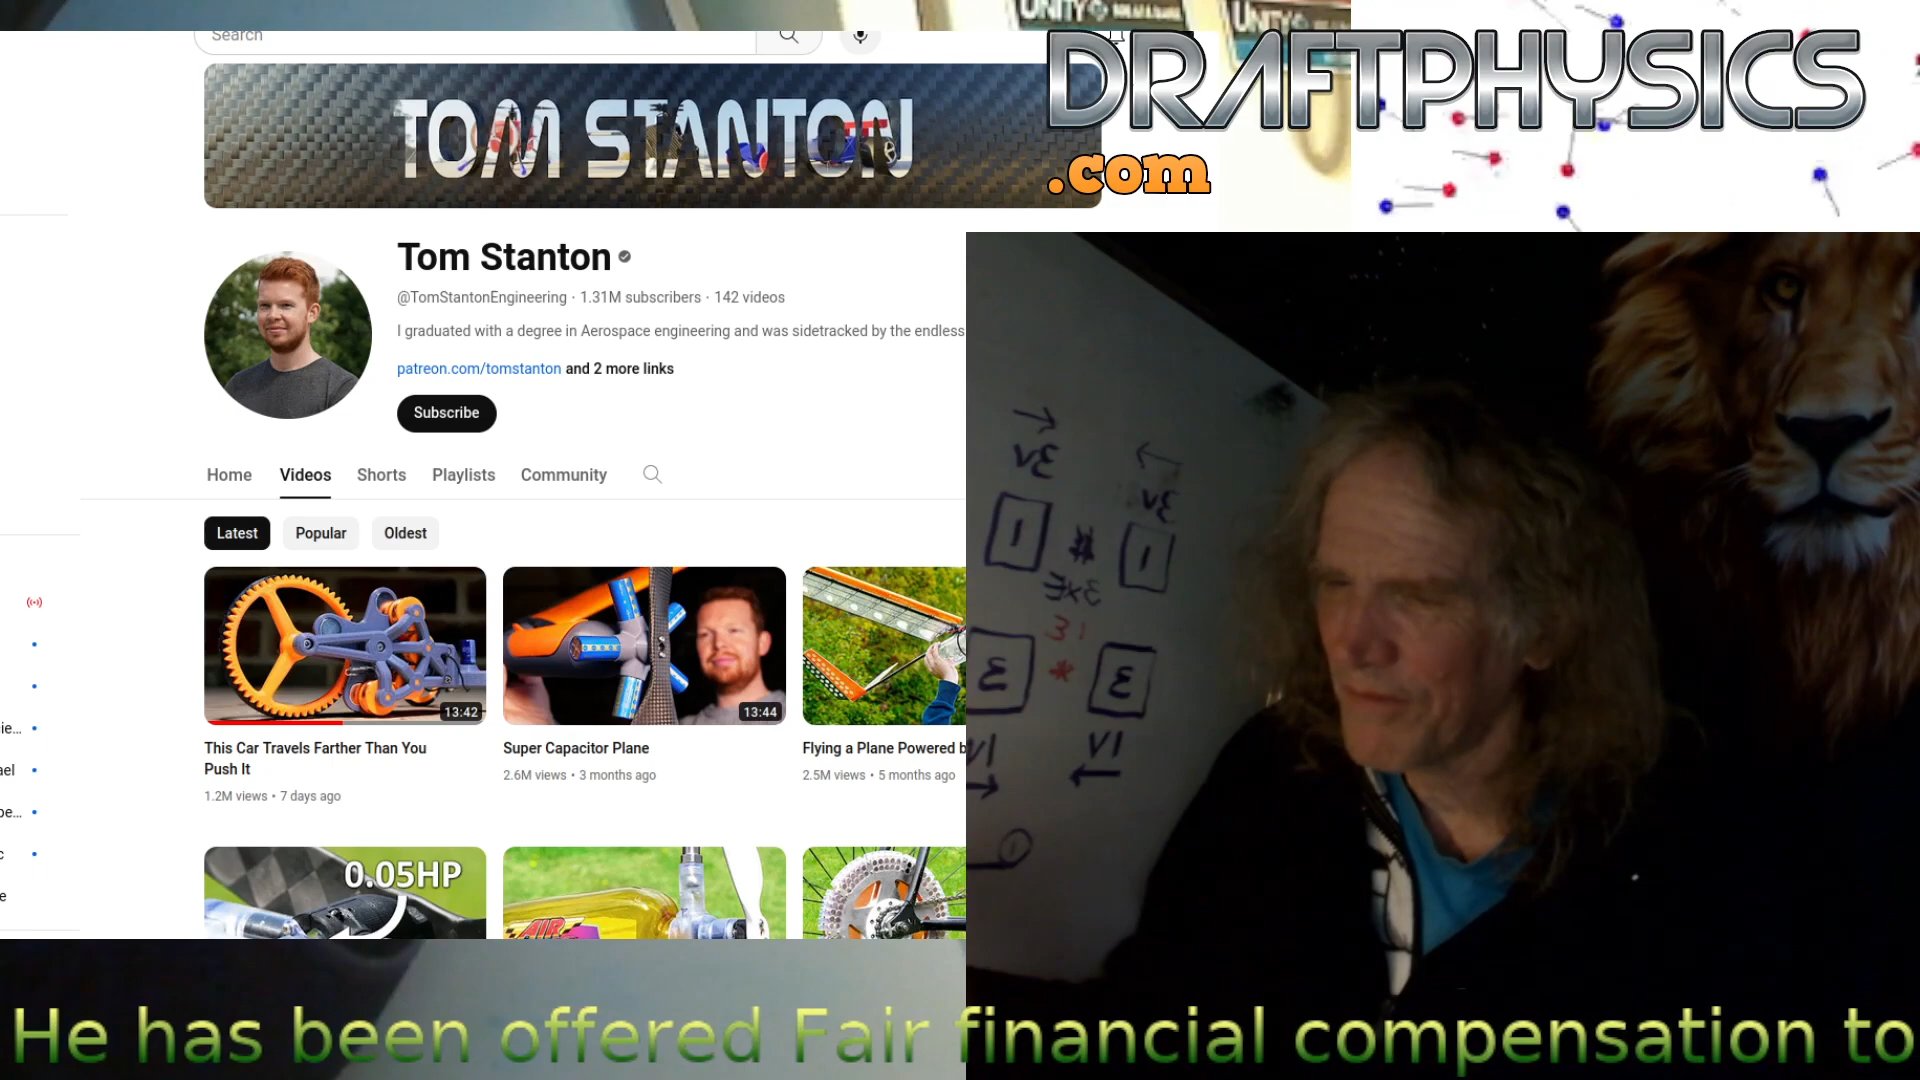 UNITY
UNITY
Search
DRAFTPHYSICS
.com
TOM STANTON
Tom Stanton
@TomStantonEngineering · 1.31M subscribers · 142 videos
I graduated with a degree in Aerospace engineering and was sidetracked by the endless
patreon.com/tomstanton and 2 more links
Subscribe
Home Videos Shorts Playlists Community
Latest Popular Oldest
13:42
13:44
This Car Travels Farther Than You
Push It
1.2M views • 7 days ago
Super Capacitor Plane
2.6M views • 3 months ago
Flying a Plane Powered b
2.5M views • 5 months ago
0.05HP
AIR
He has been offered Fair financial compensation to